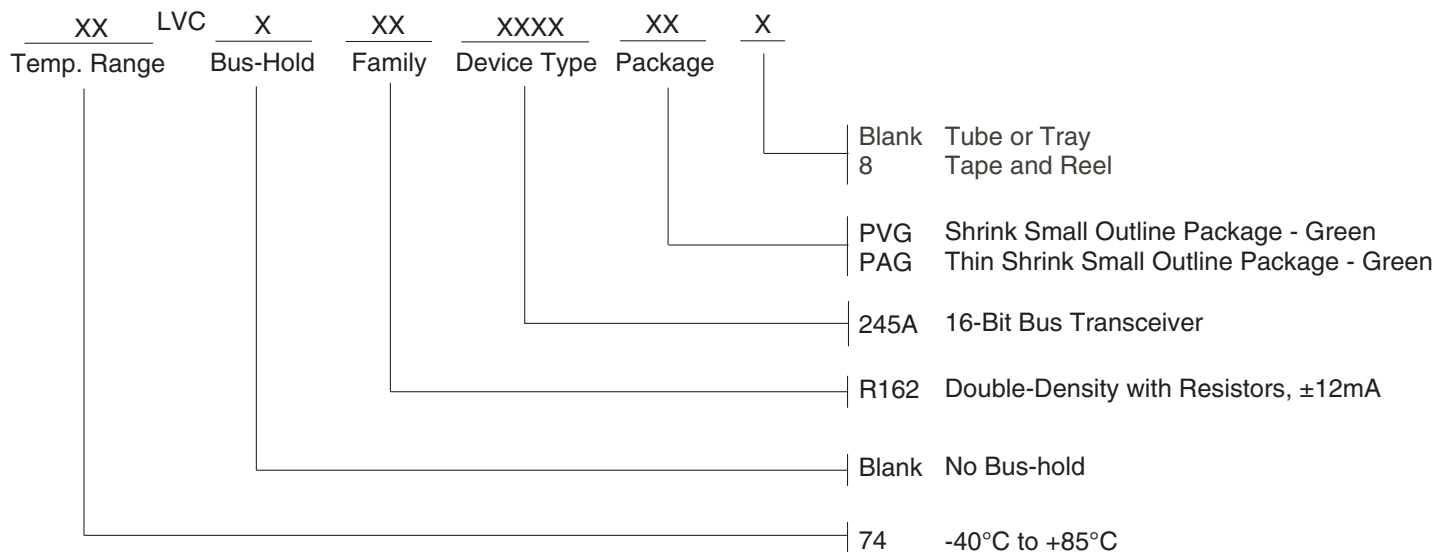 XX LVC X XX XXXX XX X
Temp. Range Bus-Hold Family Device Type Package
Blank Tube or Tray
8 Tape and Reel
PVG Shrink Small Outline Package - Green
PAG Thin Shrink Small Outline Package - Green
245A 16-Bit Bus Transceiver
R162 Double-Density with Resistors, ±12mA
Blank No Bus-hold
74 -40°C to +85°C